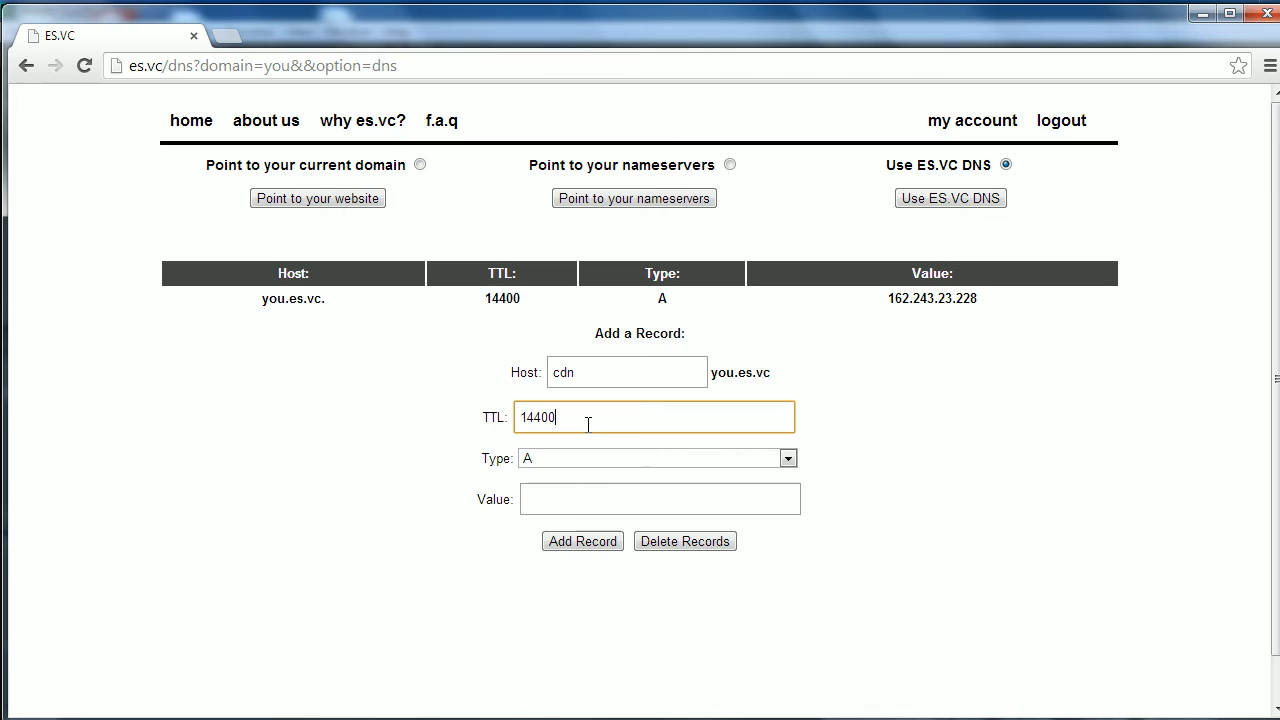 ES.VC
es.vc/dns?domain=you&&option=dns
home about us why es.vc? f.a.q my account logout
Point to your current domain Point to your nameservers Use ES.VC DNS
Point to your website Point to your nameservers Use ES.VC DNS
Host: TTL: Type: Value:
you.es.vc. 14400 A 162.243.23.228
Add a Record:
Host: cdn you.es.vc
TTL: 14400
Type: A
Value:
Add Record Delete Records